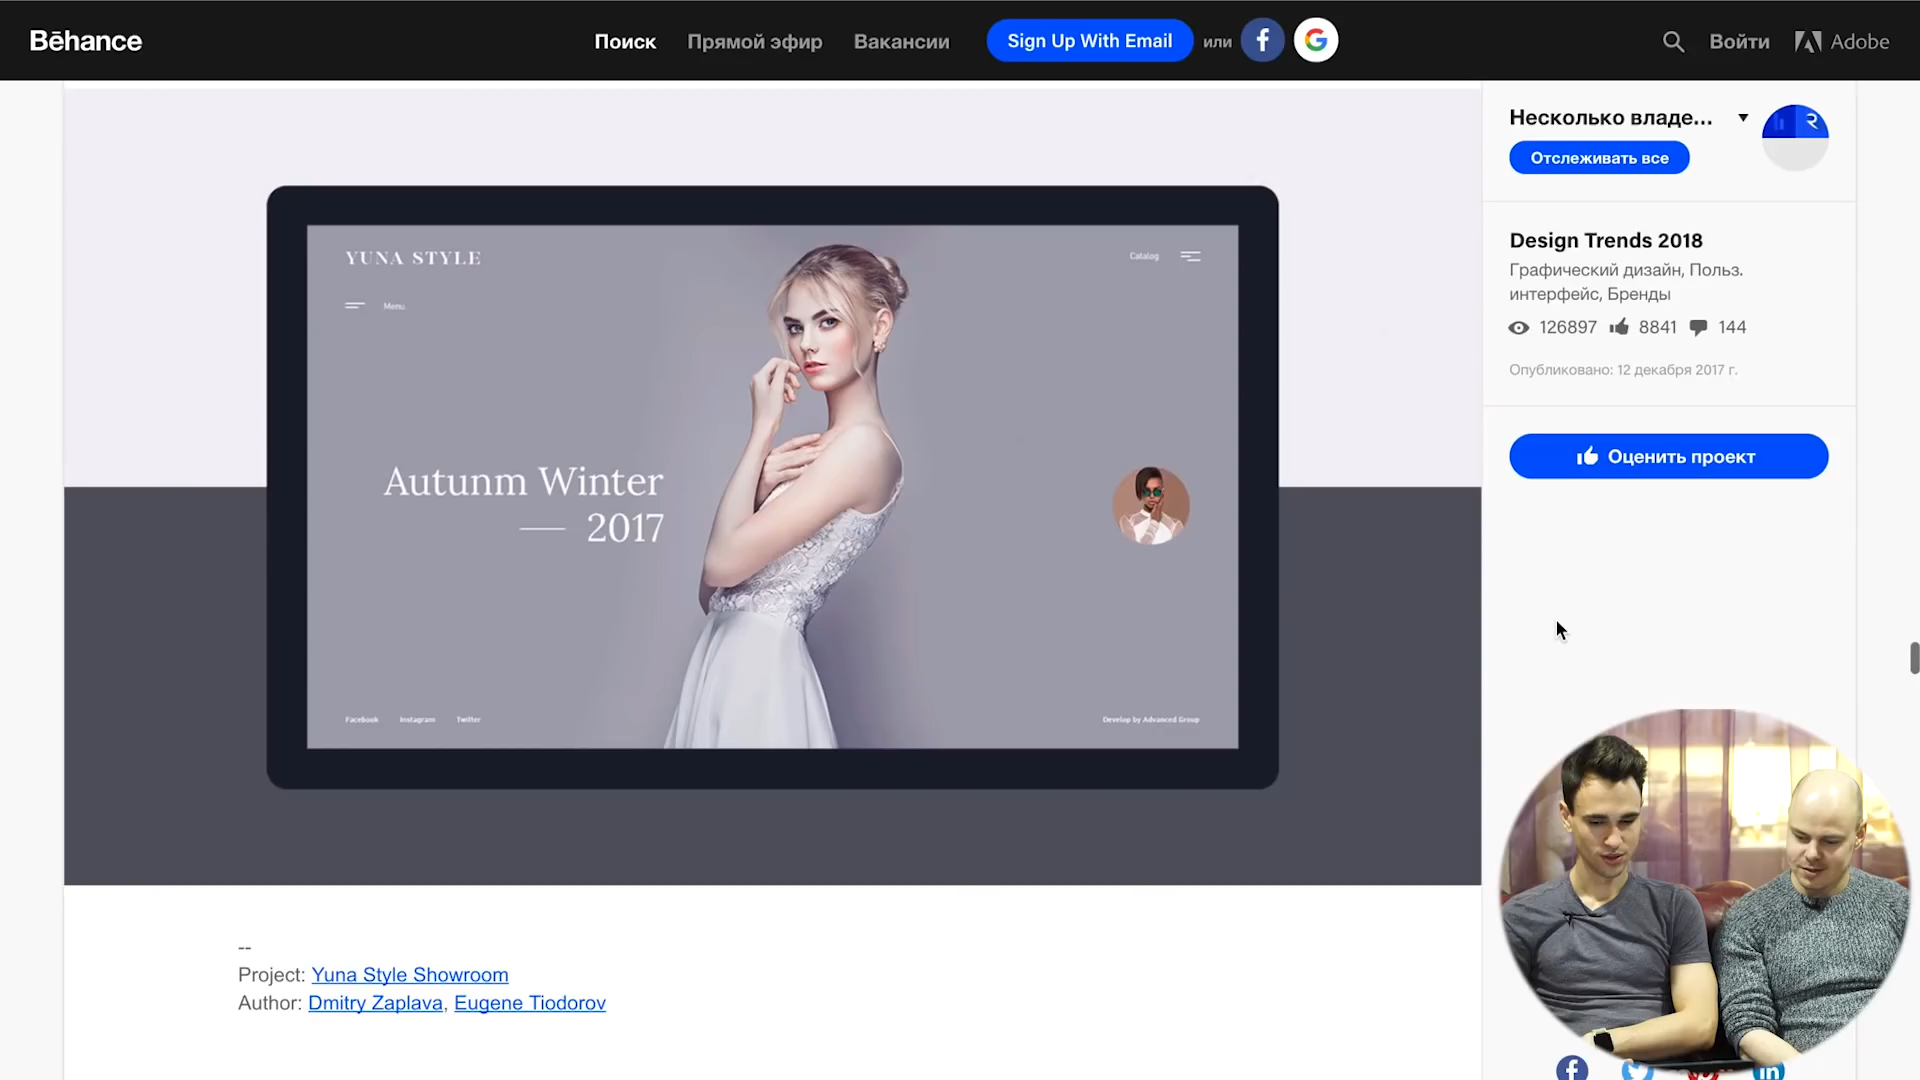 Bēhance
Поиск Прямой эфир Вакансии Sign Up With Email или
Войти Adobe
Несколько владе...
Отслеживать все
Design Trends 2018
Графический дизайн, Польз.
интерфейс, Бренды
126897 8841 144
Опубликовано: 12 декабря 2017 г.
Оценить проект
YUNA STYLE
Catalog
Menu
Autunm Winter
2017
Facebook Instagram Twitter
Develop by Advanced Group
--
Project: Yuna Style Showroom
Author: Dmitry Zaplava, Eugene Tiodorov